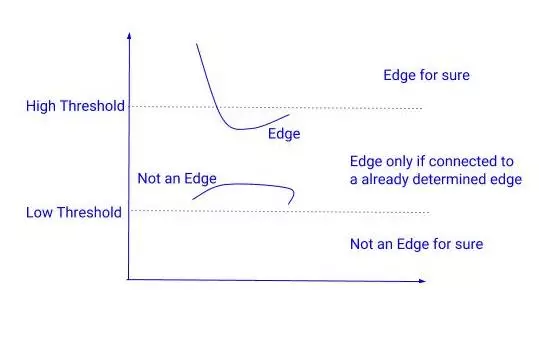 Edge for sure
High Threshold
Edge
Edge only if connected to
a already determined edge
Not an Edge
Low Threshold
Not an Edge for sure